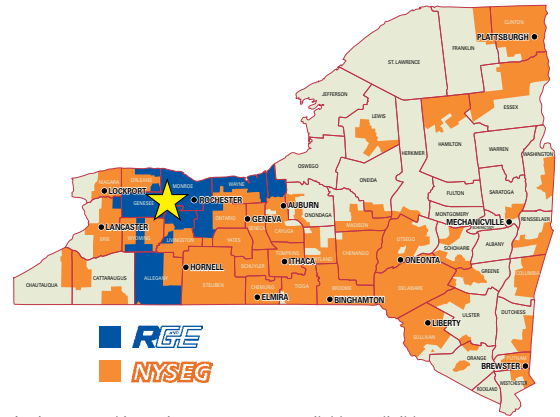 CLINTON
PLATTSBURGH
FRANKLIN
ST. LAWRENCE
ESSEX
JEFFERSON
LEWIS
HAMILTON
WARREN
WASHINGTON
HERKIMER
OSWEGO
ONEIDA
FULTON
SARATOGA
NIAGARA
ORLEANS
LOCKPORT
MONROE
WAYNE
ROCHESTER
GENESEE
AUBURN
ONONDAGA
MADISON
MONTGOMERY
MECHANICVILLE
RENSSELAER
ONTARIO
GENEVA
SENECA
CAYUGA
LANCASTER
ERIE
WYOMING
LIVINGSTON
YATES
OTSEGO
SCHOHARIE
ALBANY
CHENANGO
ONEONTA
TOMPKINS
ITHACA
HORNELL
SCHUYLER
GREENE
COLUMBIA
CHAUTAUQUA
CATTARAUGUS
ALLEGANY
STEUBEN
CHEMUNG
ELMIRA
TIOGA
BROOME
BINGHAMTON
DELAWARE
ULSTER
DUTCHESS
LIBERTY
SULLIVAN
ORANGE
PUTNAM
BREWSTER
ROCKLAND
WESTCHESTER
RGE
NYSEG